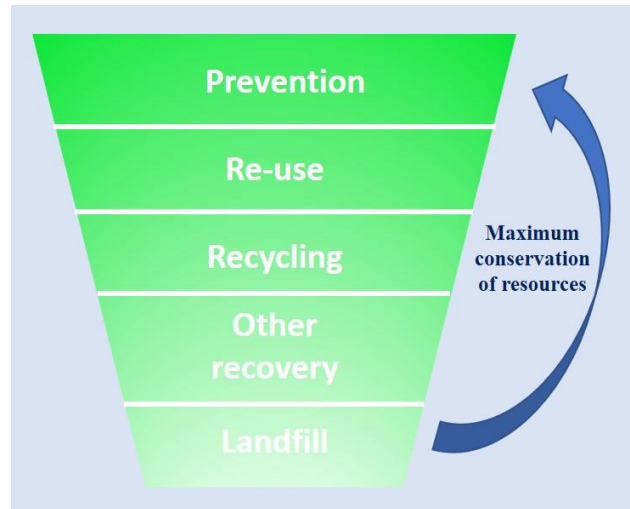 Prevention
Re-use
Recycling
Other
recovery
Landfill
Maximum
conservation
of resources